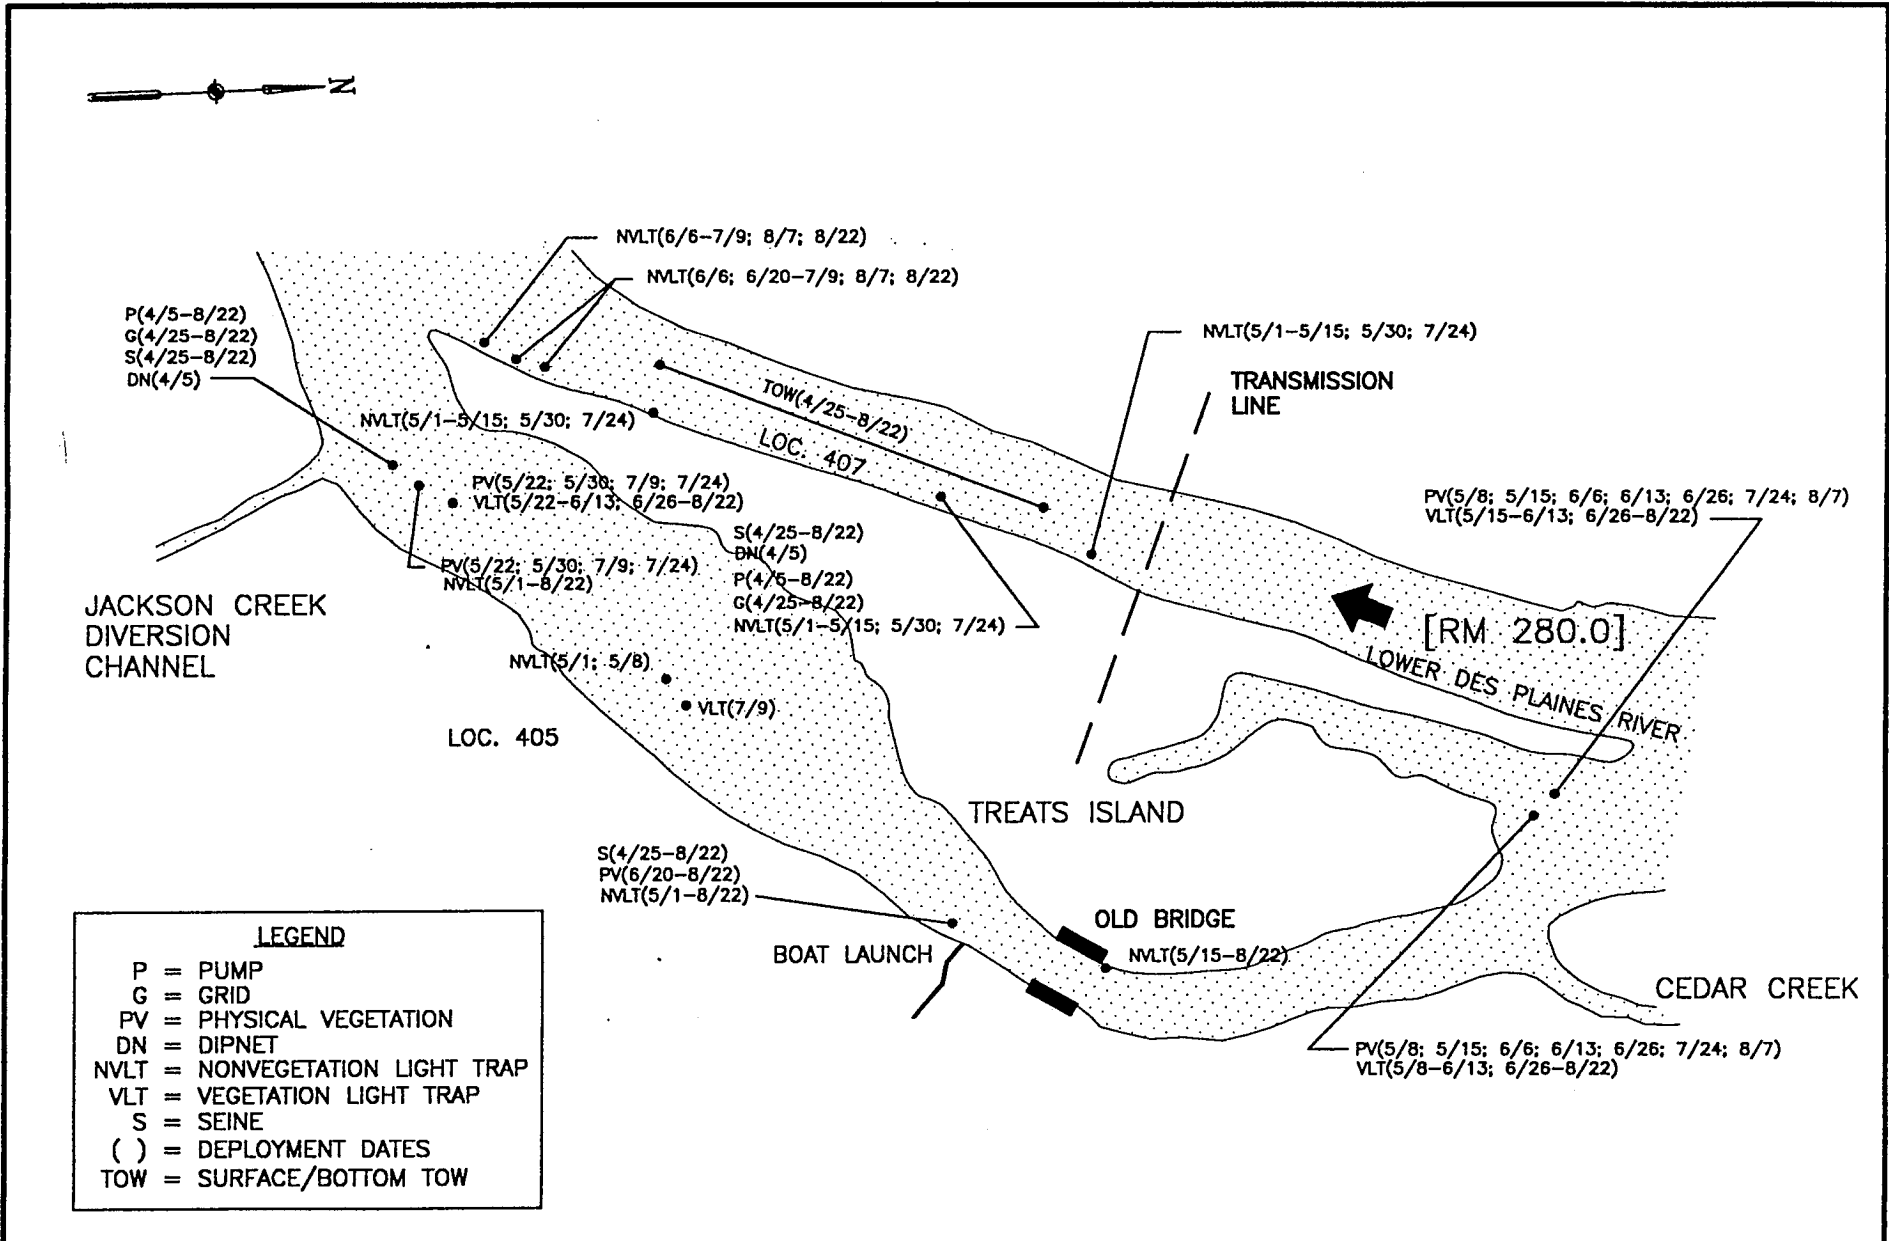 N
NVLT(6/6-7/9; 8/7; 8/22)
NVLT(6/6; 6/20-7/9; 8/7; 8/22)
P(4/5-8/22)
G(4/25-8/22)
S(4/25-8/22)
DN(4/5)
NVLT(5/1-5/15; 5/30; 7/24)
TRANSMISSION
LINE
TOW(4/25-8/22)
LOC. 407
NVLT(5/1-5/15; 5/30; 7/24)
PV(5/22; 5/30; 7/9; 7/24)
VLT(5/22-6/13; 6/26-8/22)
PV(5/8; 5/15; 6/6; 6/13; 6/26; 7/24; 8/7)
VLT(5/15-6/13; 6/26-8/22)
S(4/25-8/22)
DN(4/5)
P(4/5-8/22)
G(4/25-8/22)
NVLT(5/1-5/15; 5/30; 7/24)
PV(5/22; 5/30; 7/9; 7/24)
NVLT(5/1-8/22)
JACKSON CREEK
DIVERSION
CHANNEL
[RM 280.0]
LOWER DES PLAINES RIVER
NVLT(5/1; 5/8)
VLT(7/9)
LOC. 405
TREATS ISLAND
S(4/25-8/22)
PV(6/20-8/22)
NVLT(5/1-8/22)
OLD BRIDGE
NVLT(5/15-8/22)
BOAT LAUNCH
CEDAR CREEK
PV(5/8; 5/15; 6/6; 6/13; 6/26; 7/24; 8/7)
VLT(5/8-6/13; 6/26-8/22)
LEGEND
P = PUMP
G = GRID
PV = PHYSICAL VEGETATION
DN = DIPNET
NVLT = NONVEGETATION LIGHT TRAP
VLT = VEGETATION LIGHT TRAP
S = SEINE
( ) = DEPLOYMENT DATES
TOW = SURFACE/BOTTOM TOW